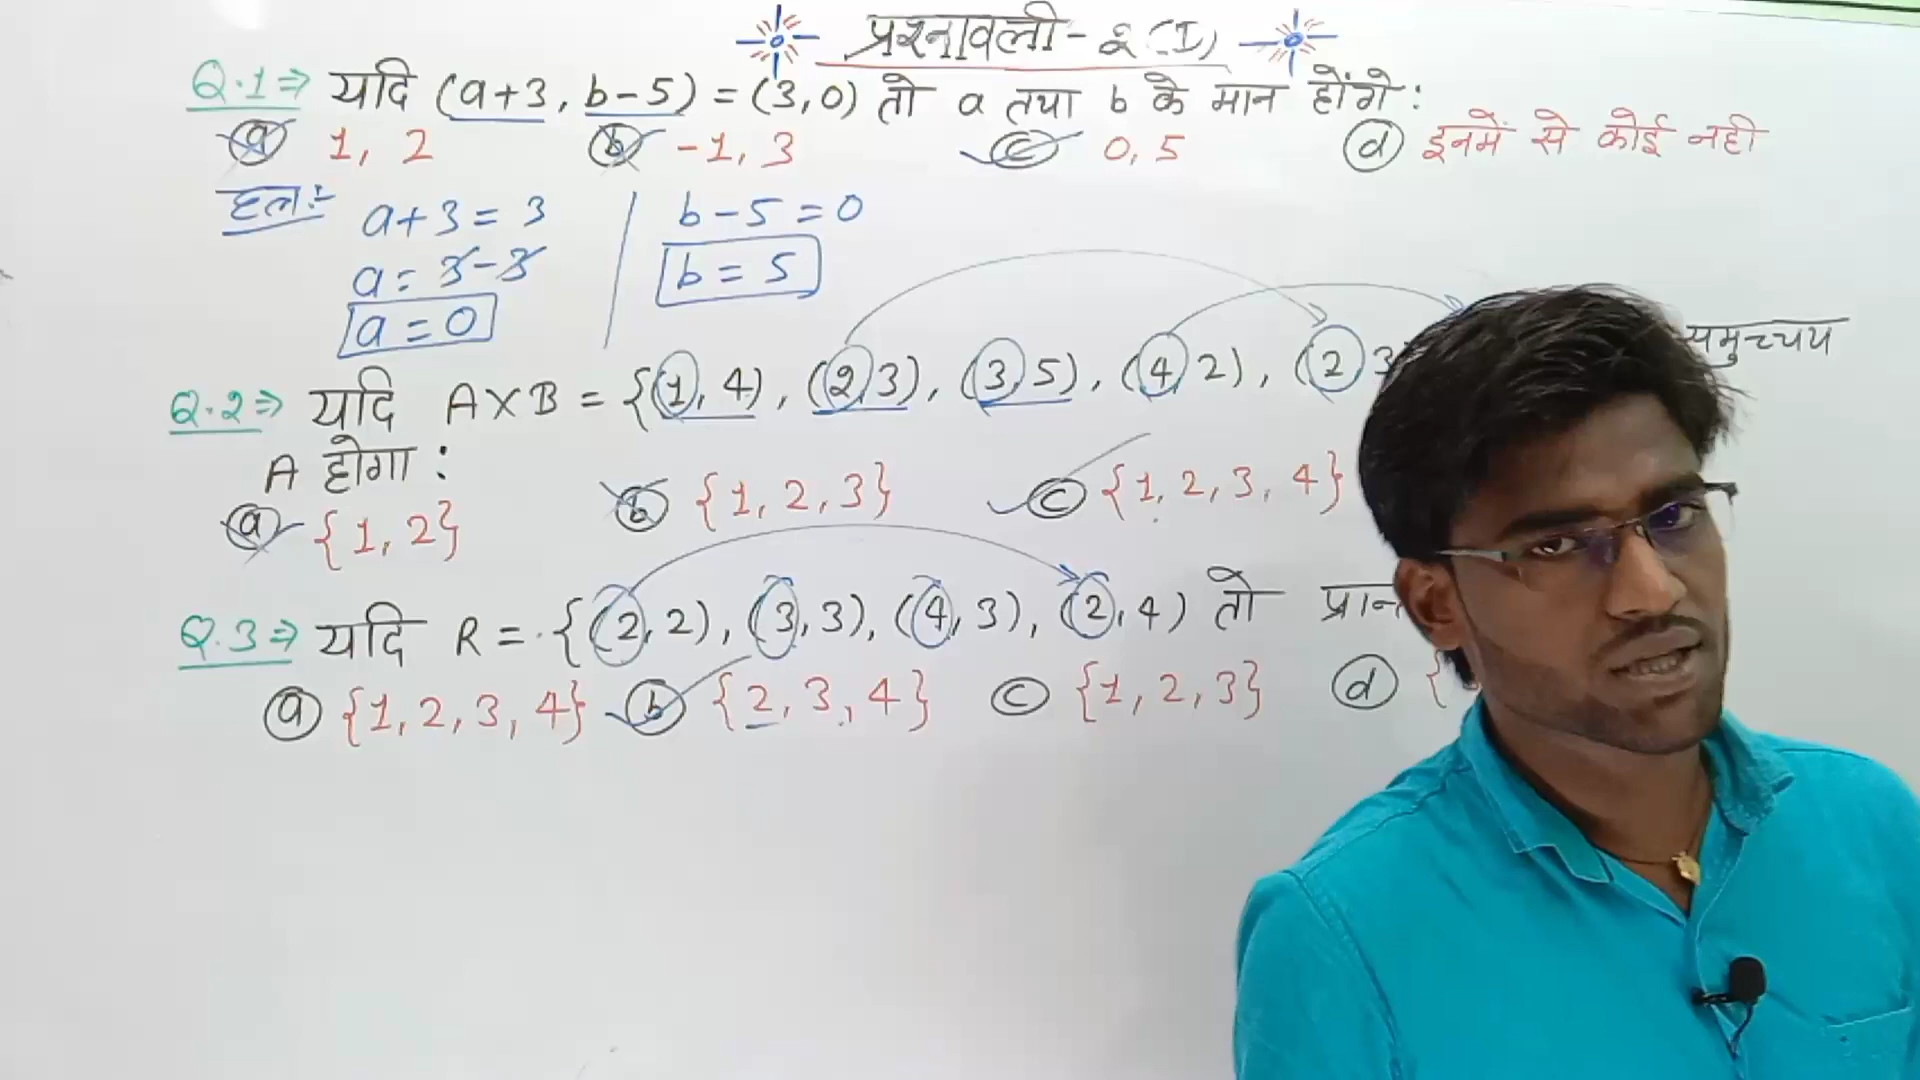 प्रश्नावली - 2 (I)
Q.1⇒ यदि (a+3, b-5) = (3,0) तो a तथा b के मान होंगे :
(a) 1, 2 (b) -1, 3 (c) 0, 5 (d) इनमें से कोई नही
हल:- a+3 = 3 b-5 = 0
a = 3-3 b = 5
a = 0
Q.2⇒ यदि A×B = {(1, 4), (2,3), (3,5), (4,2), (2 3 समुच्चय
A होगा :
(a) {1, 2} (b) {1, 2, 3} (c) {1, 2, 3, 4}
Q.3⇒ यदि R = {(2,2), (3,3), (4,3), (2,4) तो
(a) {1,2,3,4} (b) {2,3,4} (c) {1,2,3} (d) {